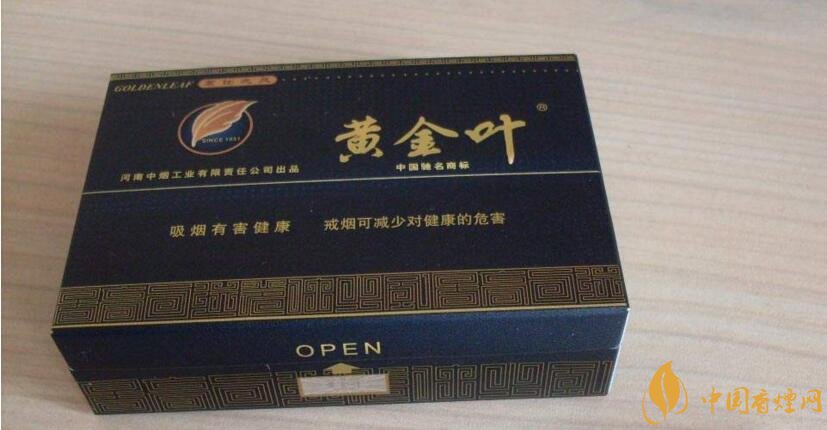 GOLDENLEAF
SINCE 1951
黄金叶®
中国驰名商标
河南中烟工业有限责任公司出品
吸烟有害健康 戒烟可减少对健康的危害
OPEN
中国香烟网